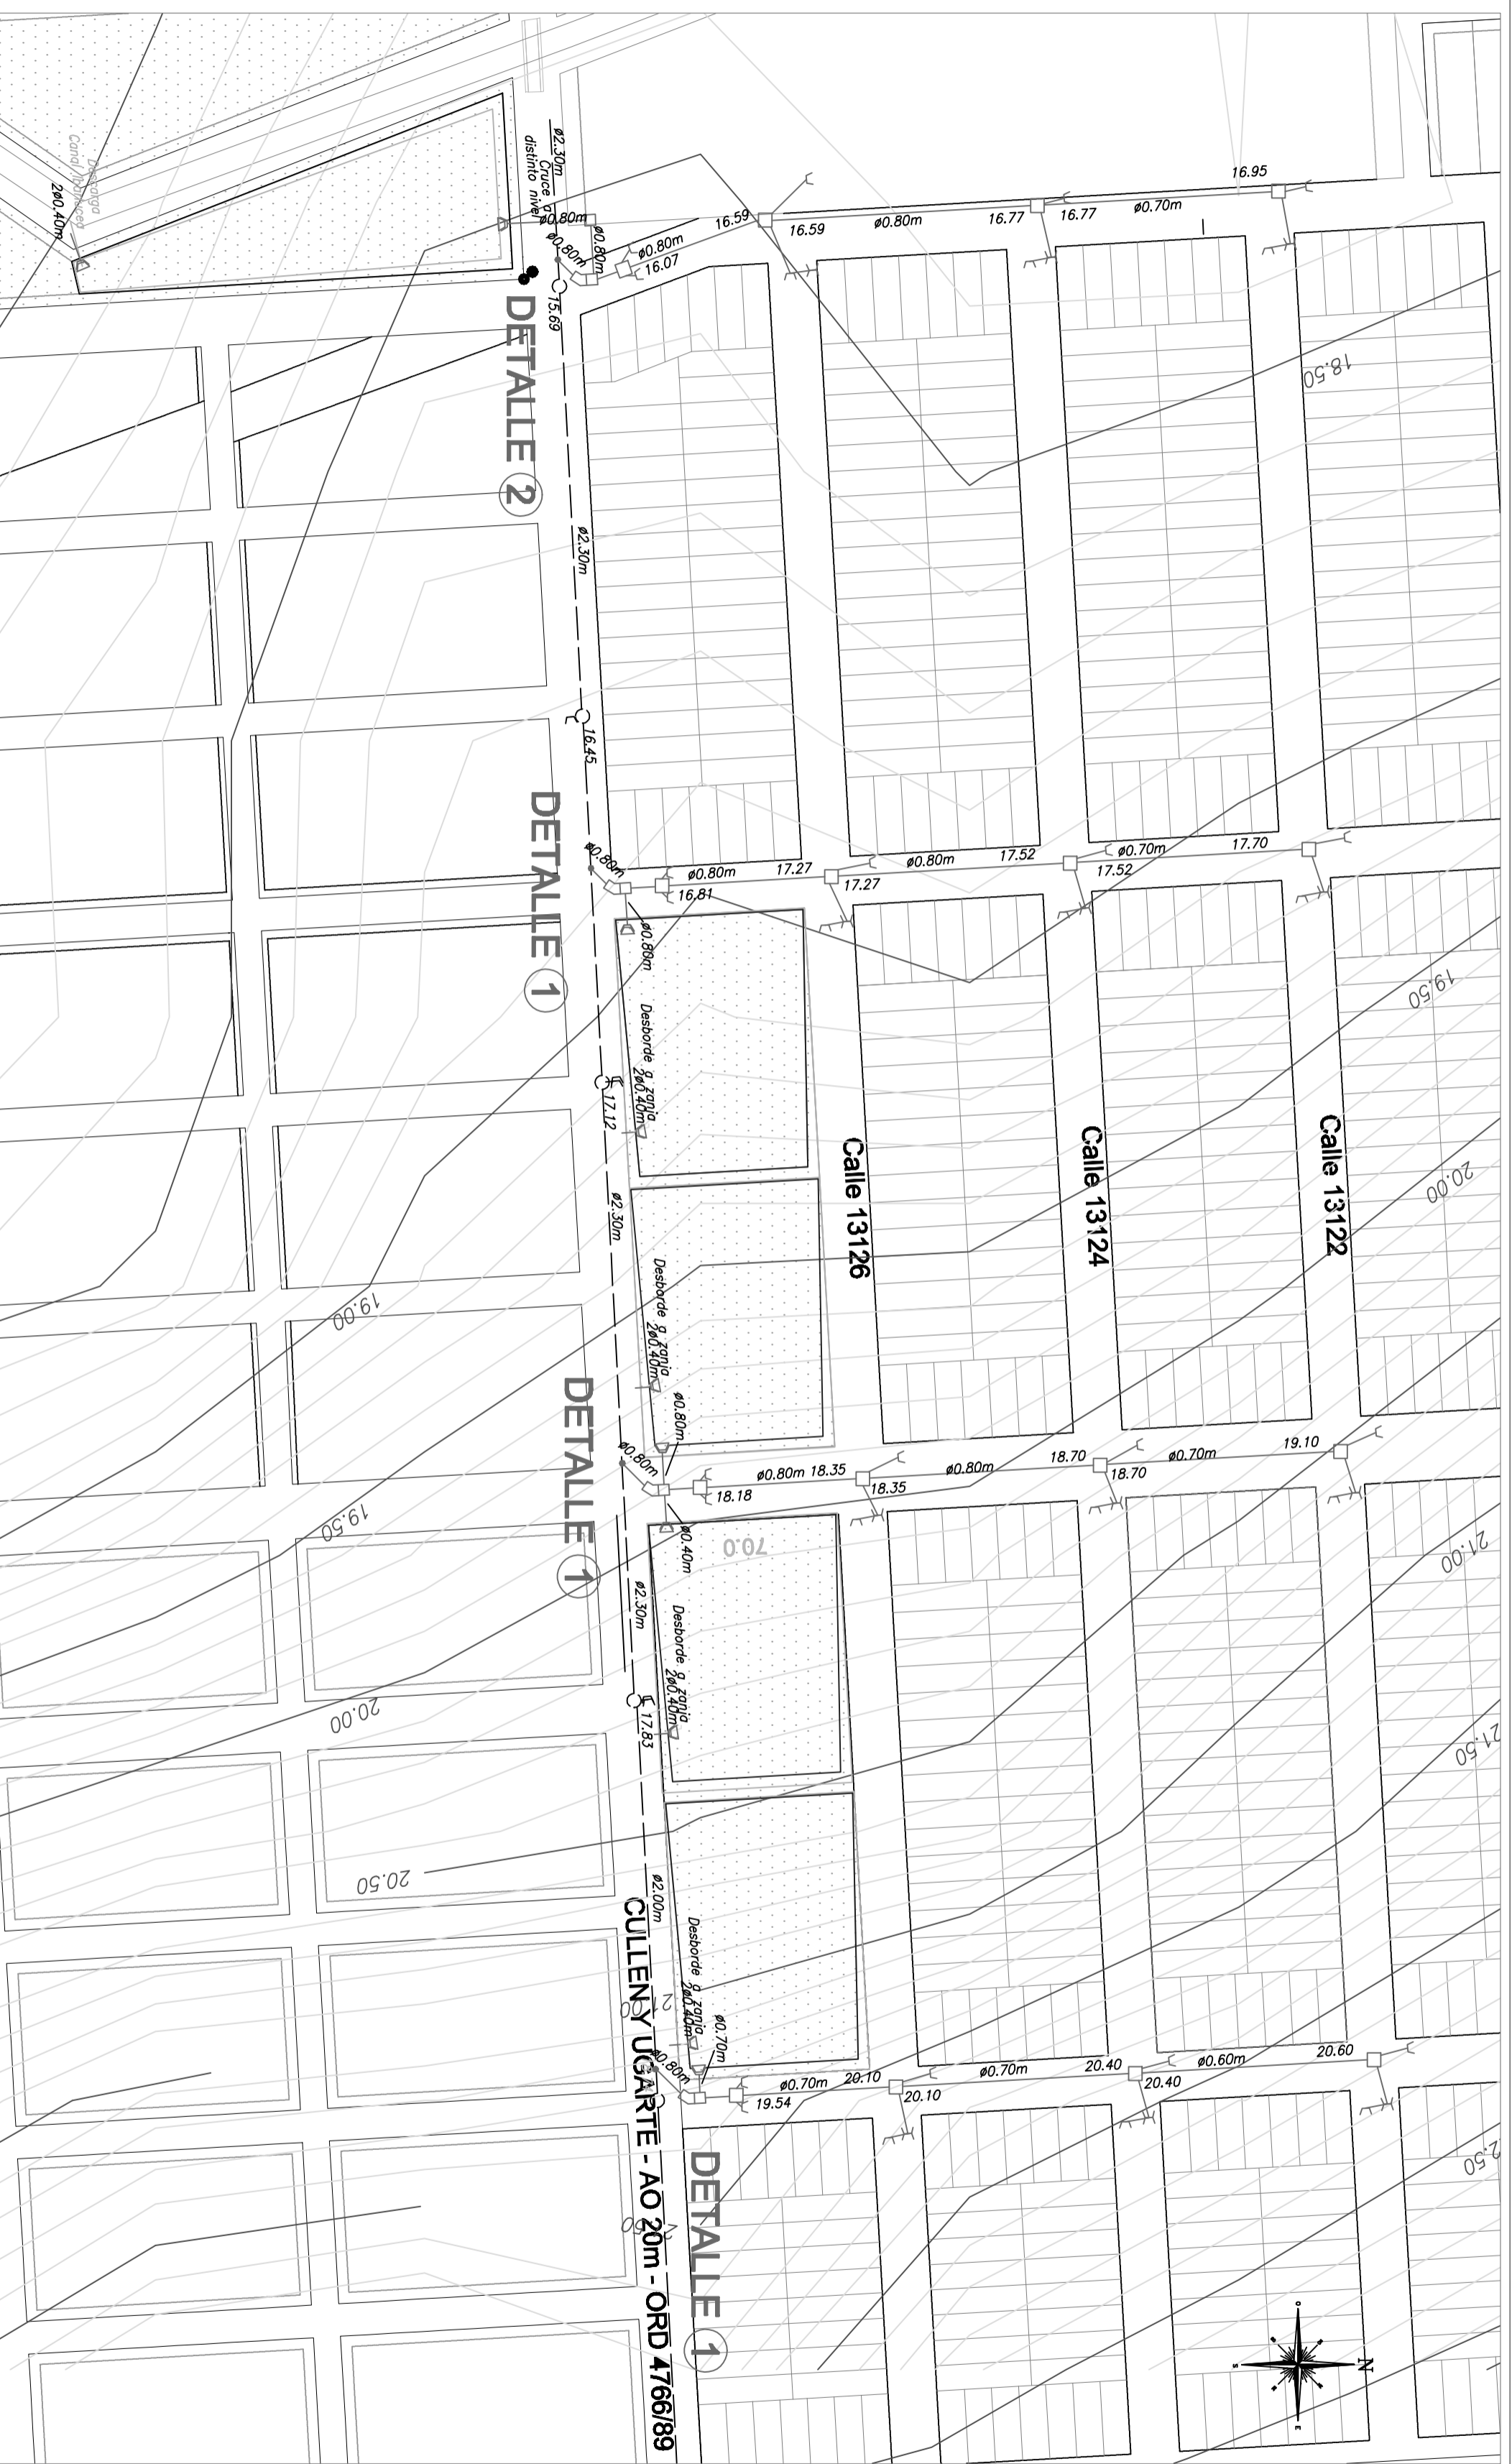 16.95
ø0.70m
16.77
16.77
ø0.80m
16.59
16.59
ø0.80m
16.07
ø0.80m
ø0.80m
ø0.80m
ø2.30m
Cruce a
distinto nivel
2ø0.40m
15.69
DETALLE 2
18.50
ø2.30m
16.45
DETALLE 1
17.70
ø0.70m
17.52
17.52
ø0.80m
17.27
17.27
ø0.80m
16.81
ø0.80m
ø0.80m
Desborde a zanja
2ø0.40m
17.12
ø2.30m
19.50
Calle 13122
Calle 13124
Calle 13126
20.00
19.00
Desborde a zanja
2ø0.40m
ø0.80m
ø0.80m
19.10
ø0.70m
18.70
18.70
ø0.80m
18.35
18.35
ø0.80m
18.18
DETALLE 1
19.50
ø0.40m
70.0
21.00
Desborde a zanja
2ø0.40m
ø2.30m
17.83
20.00
21.50
20.50
ø2.00m
CULLEN Y UGARTE - AO 20m - ORD 4766/89
Desborde a zanja
2ø0.40m
ø0.70m
ø0.80m
20.60
ø0.60m
20.40
20.40
ø0.70m
20.10
20.10
ø0.70m
19.54
DETALLE 1
N
O
E
S